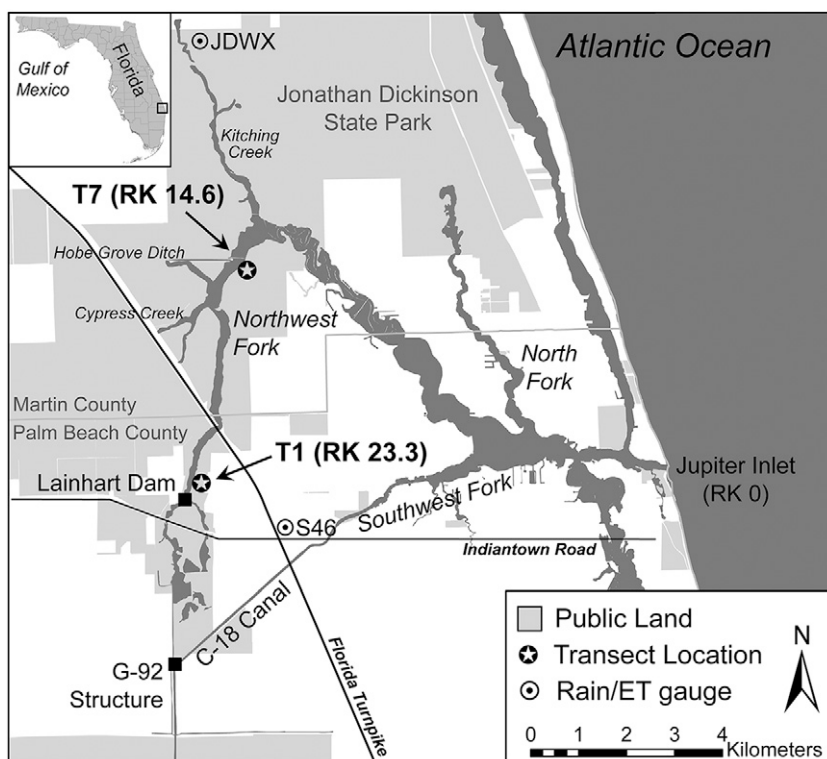 Gulf of
Mexico
Florida
JDWX
Atlantic Ocean
Jonathan Dickinson
State Park
Kitching
Creek
T7 (RK 14.6)
Hobe Grove Ditch
Cypress Creek
Northwest
Fork
North
Fork
Martin County
Palm Beach County
T1 (RK 23.3)
Lainhart Dam
Jupiter Inlet
(RK 0)
Southwest Fork
S46
Indiantown Road
C-18 Canal
G-92
Structure
Florida Turnpike
Public Land
Transect Location
Rain/ET gauge
N
0 1 2 3 4
Kilometers